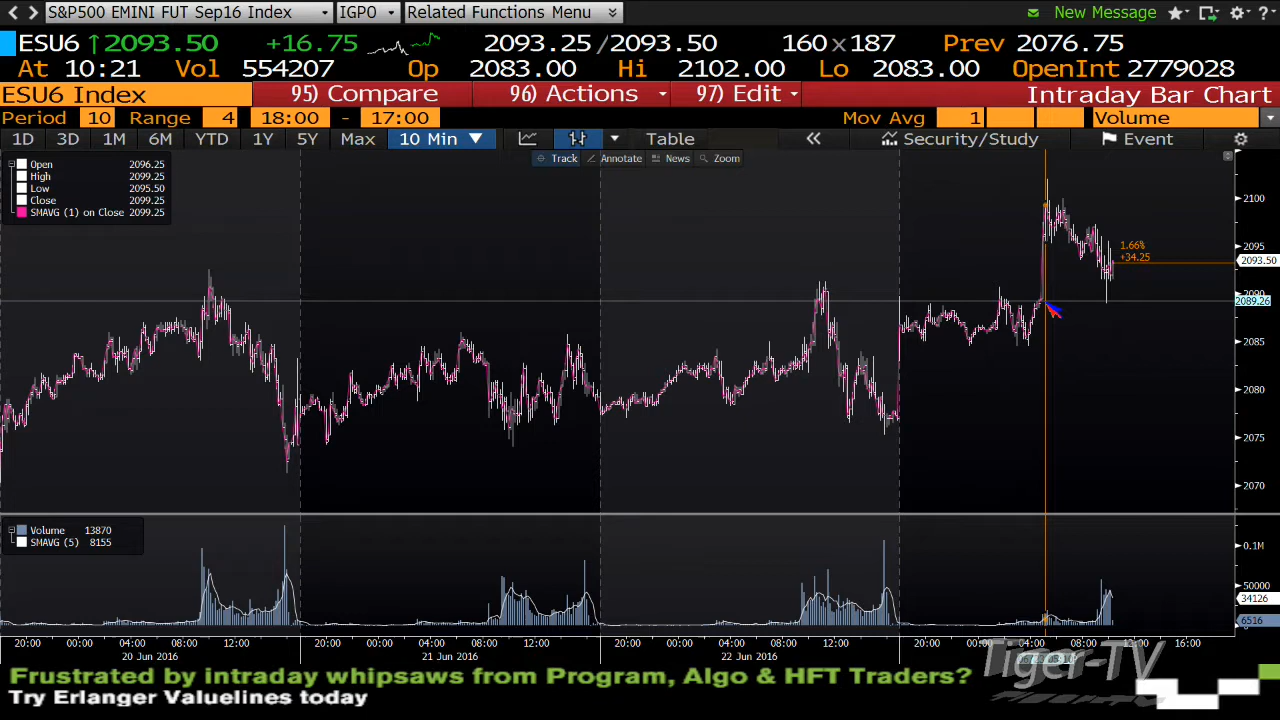 S&P500 EMINI FUT Sep16 Index IGPO Related Functions Menu New Message
ESU6 ↑2093.50 +16.75 2093.25/2093.50 160x187 Prev 2076.75
At 10:21 Vol 554207 Op 2083.00 Hi 2102.00 Lo 2083.00 OpenInt 2779028
ESU6 Index 95) Compare 96) Actions 97) Edit Intraday Bar Chart
Period 10 Range 4 18:00 - 17:00 Mov Avg 1 Volume
1D 3D 1M 6M YTD 1Y 5Y Max 10 Min Table Security/Study Event
Track Annotate News Zoom
Open 2096.25
High 2099.25
Low 2095.50
Close 2099.25
SMAVG (1) on Close 2099.25
2100
1.66%
2095
+34.25
2093.50
2090
2089.26
2085
2080
2075
2070
Volume 13870
SMAVG (5) 8155
0.1M
50000
34126
6516
20:00 00:00 04:00 08:00 12:00 20:00 00:00 04:00 08:00 12:00 20:00 00:00 04:00 08:00 12:00 20:00 00:00 04:00 08:00 12:00 16:00
20 Jun 2016 21 Jun 2016 22 Jun 2016
Tiger-TV
Frustrated by intraday whipsaws from Program, Algo & HFT Traders?
Try Erlanger Valuelines today